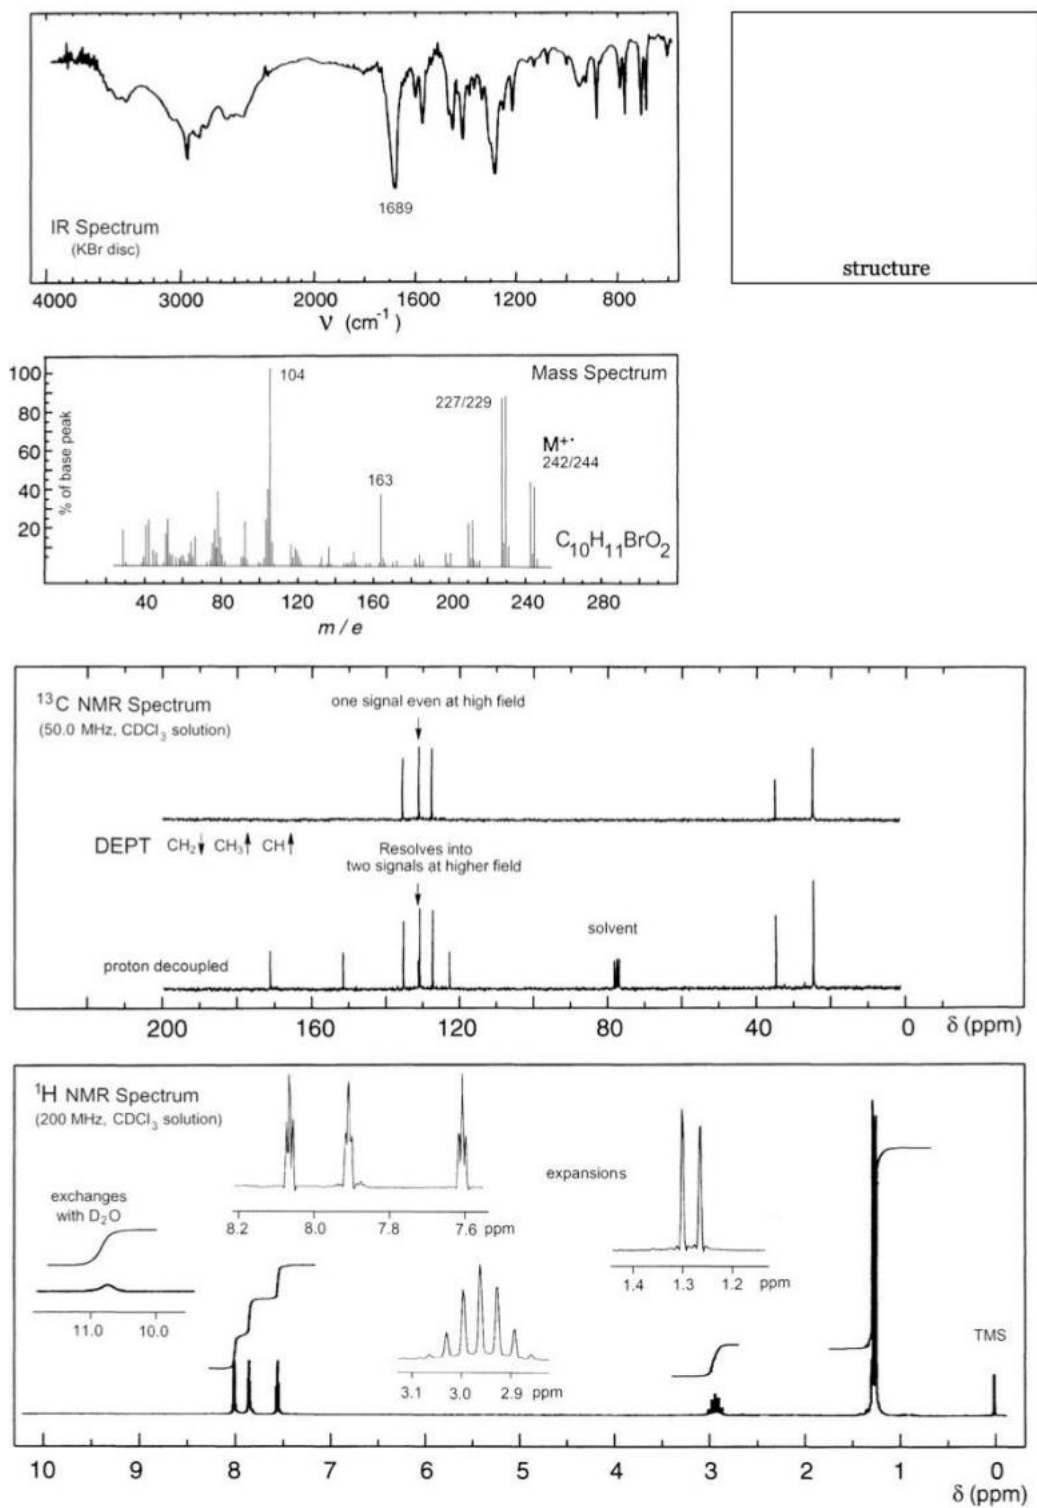 1689
IR Spectrum
(KBr disc)
4000 3000 2000 1600 1200 800
ν (cm⁻¹)
structure
Mass Spectrum
100
80
60
40
20
% of base peak
104
163
227/229
M⁺·
242/244
C₁₀H₁₁BrO₂
40 80 120 160 200 240 280
m / e
¹³C NMR Spectrum
(50.0 MHz, CDCl₃ solution)
one signal even at high field
DEPT CH₂ CH₃ CH
Resolves into
two signals at higher field
solvent
proton decoupled
200 160 120 80 40 0 δ (ppm)
¹H NMR Spectrum
(200 MHz, CDCl₃ solution)
exchanges
with D₂O
11.0 10.0
8.2 8.0 7.8 7.6 ppm
expansions
3.1 3.0 2.9 ppm
1.4 1.3 1.2 ppm
TMS
10 9 8 7 6 5 4 3 2 1 0
δ (ppm)